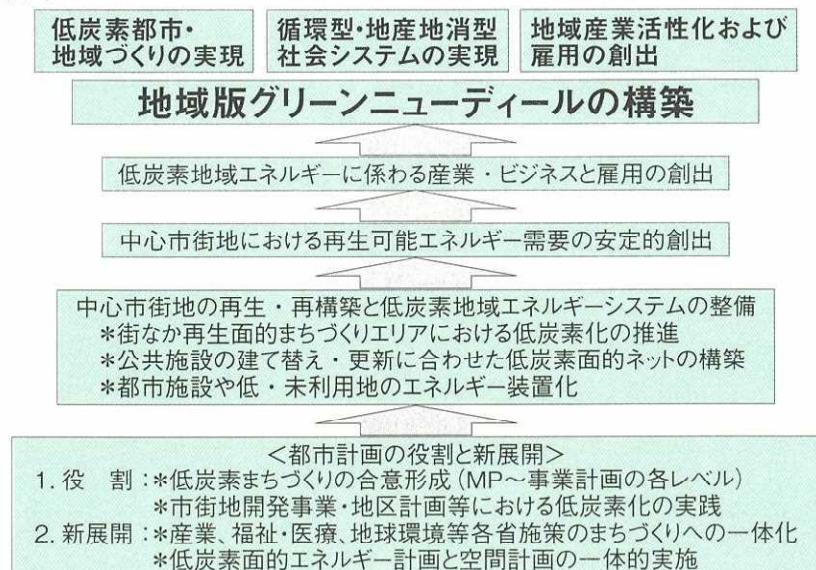 低炭素都市・
地域づくりの実現
循環型・地産地消型
社会システムの実現
地域産業活性化および
雇用の創出
地域版グリーンニューディールの構築
低炭素地域エネルギーに係わる産業・ビジネスと雇用の創出
中心市街地における再生可能エネルギー需要の安定的創出
中心市街地の再生・再構築と低炭素地域エネルギーシステムの整備
*街なか再生面的まちづくりエリアにおける低炭素化の推進
*公共施設の建て替え・更新に合わせた低炭素面的ネットの構築
*都市施設や低・未利用地のエネルギー装置化
<都市計画の役割と新展開>
1. 役　割：*低炭素まちづくりの合意形成（MP〜事業計画の各レベル）
*市街地開発事業・地区計画等における低炭素化の実践
2. 新展開：*産業、福祉・医療、地球環境等各省施策のまちづくりへの一体化
*低炭素面的エネルギー計画と空間計画の一体的実施